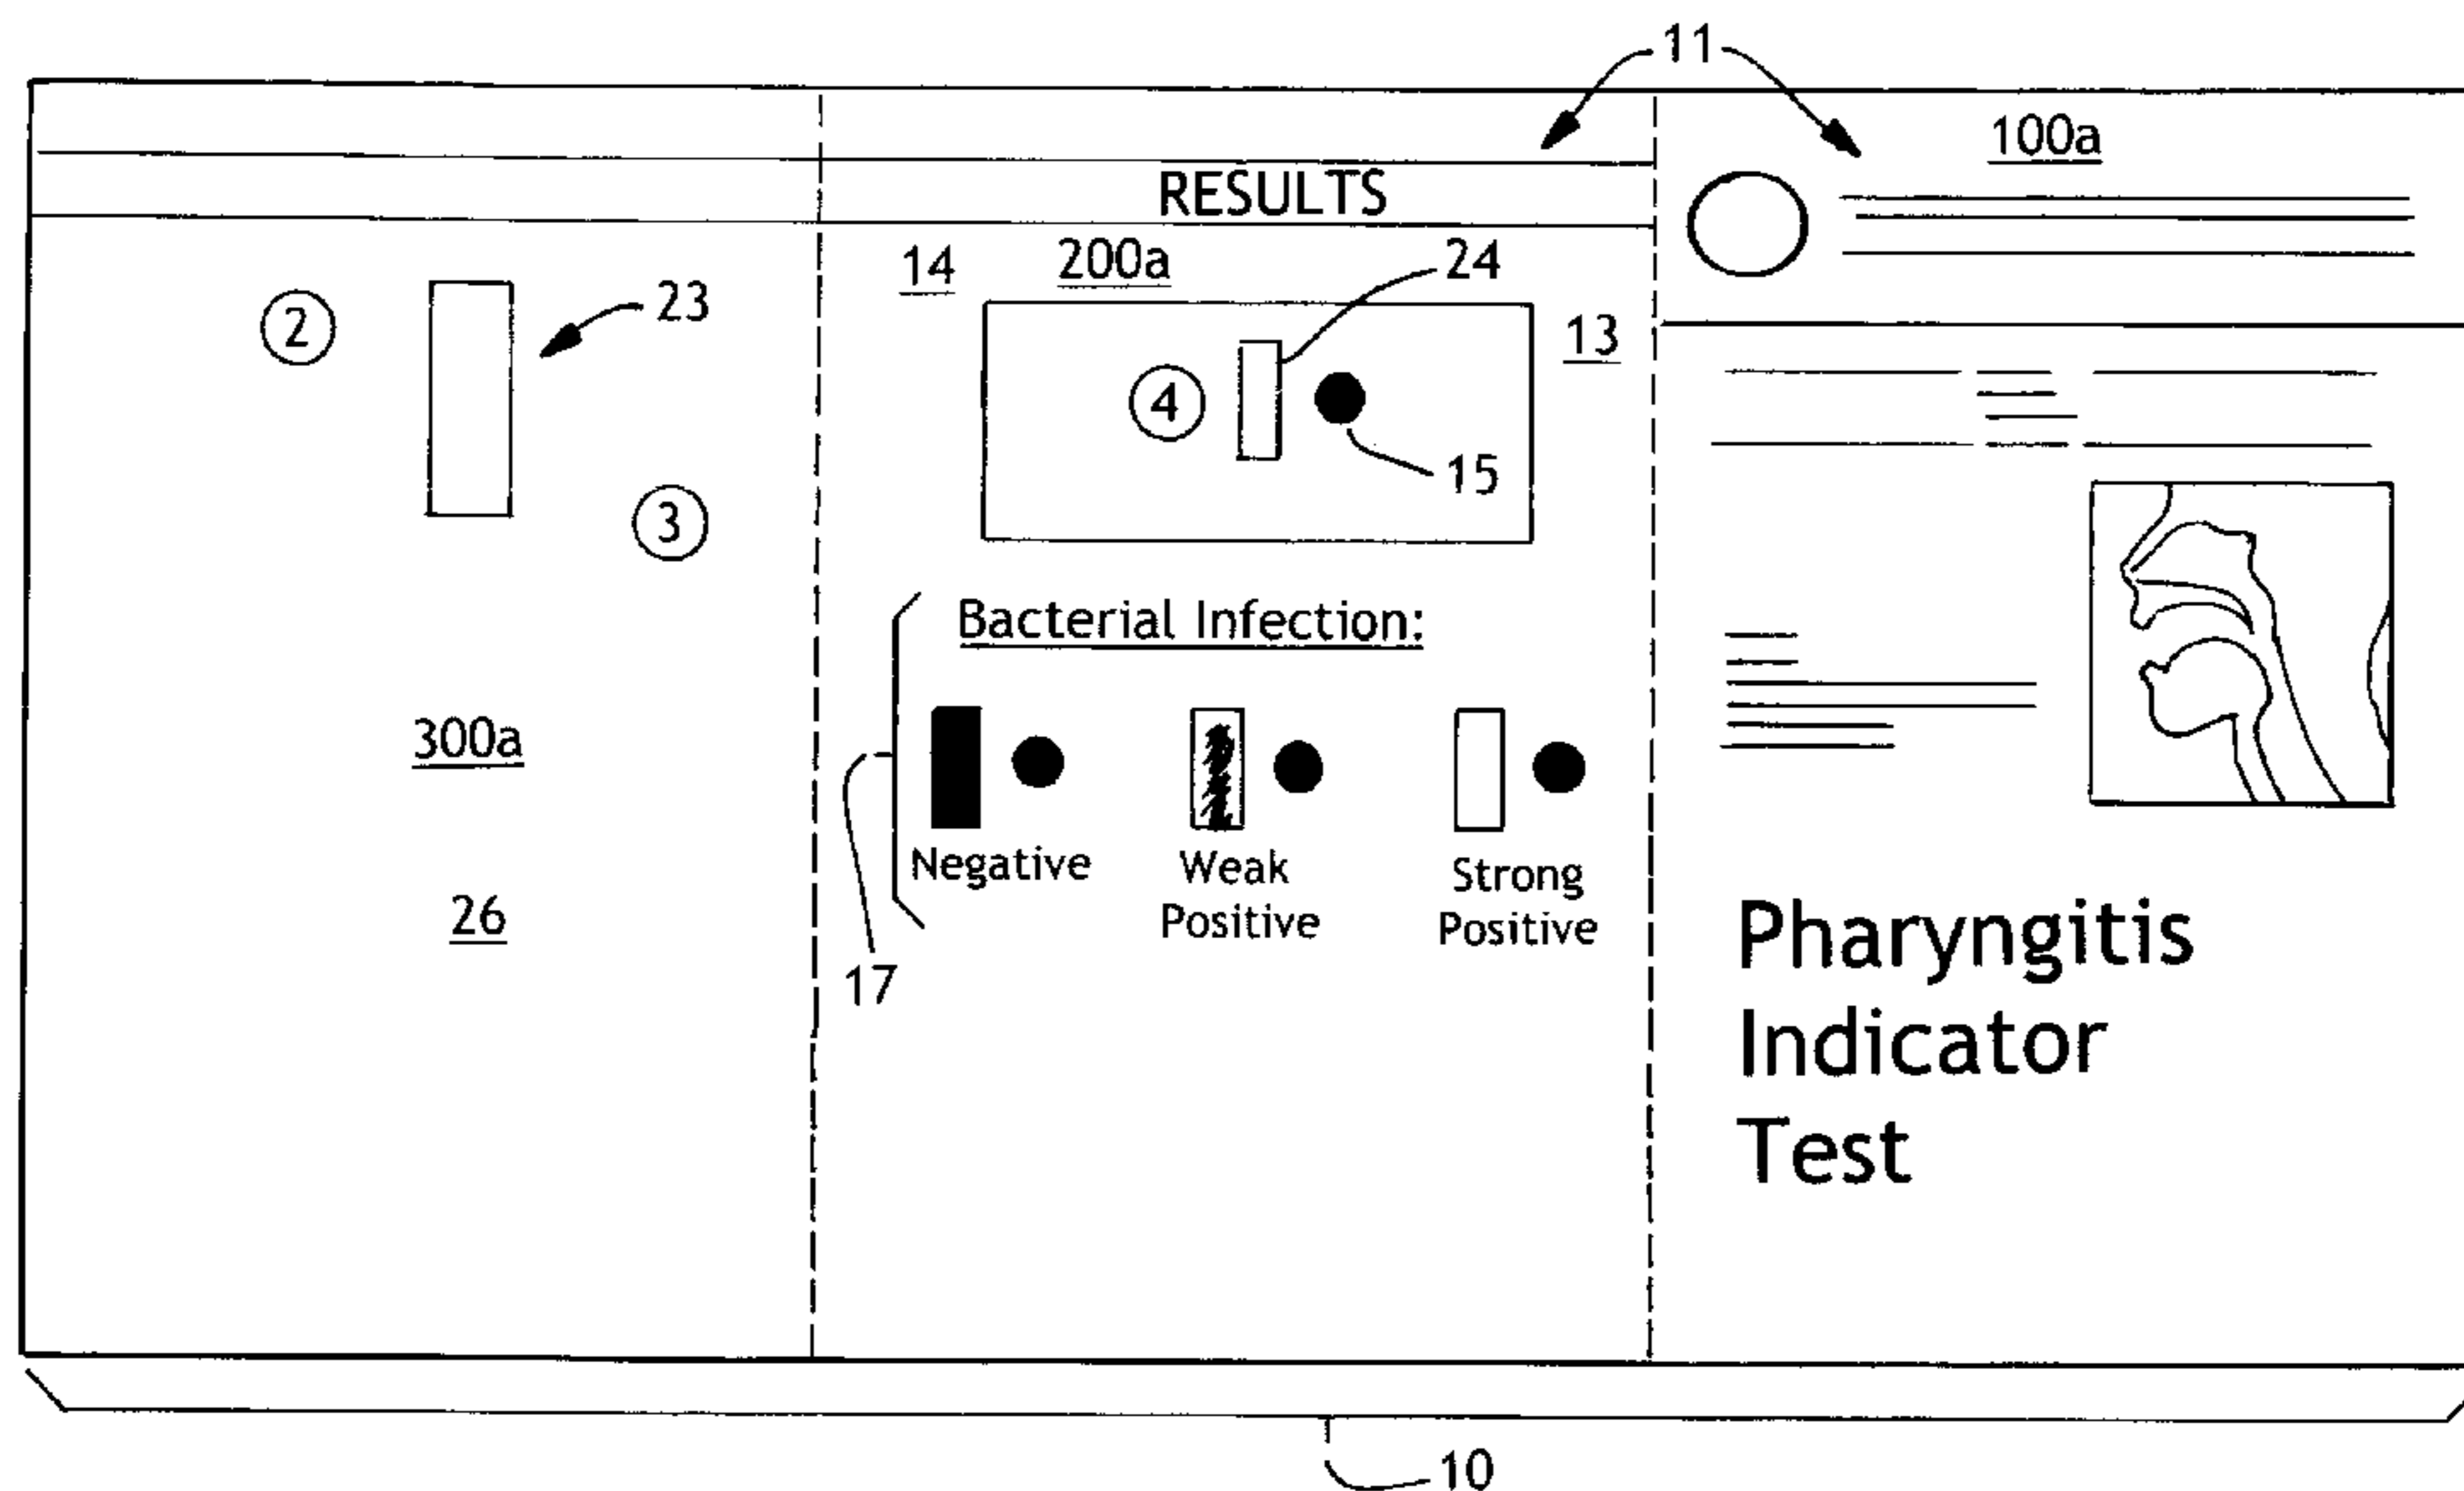 11
100a
RESULTS
14
200a
24
2
23
13
4
15
3
Bacterial Infection:
300a
Negative
Weak
Positive
Strong
Positive
26
17
Pharyngitis
Indicator
Test
10